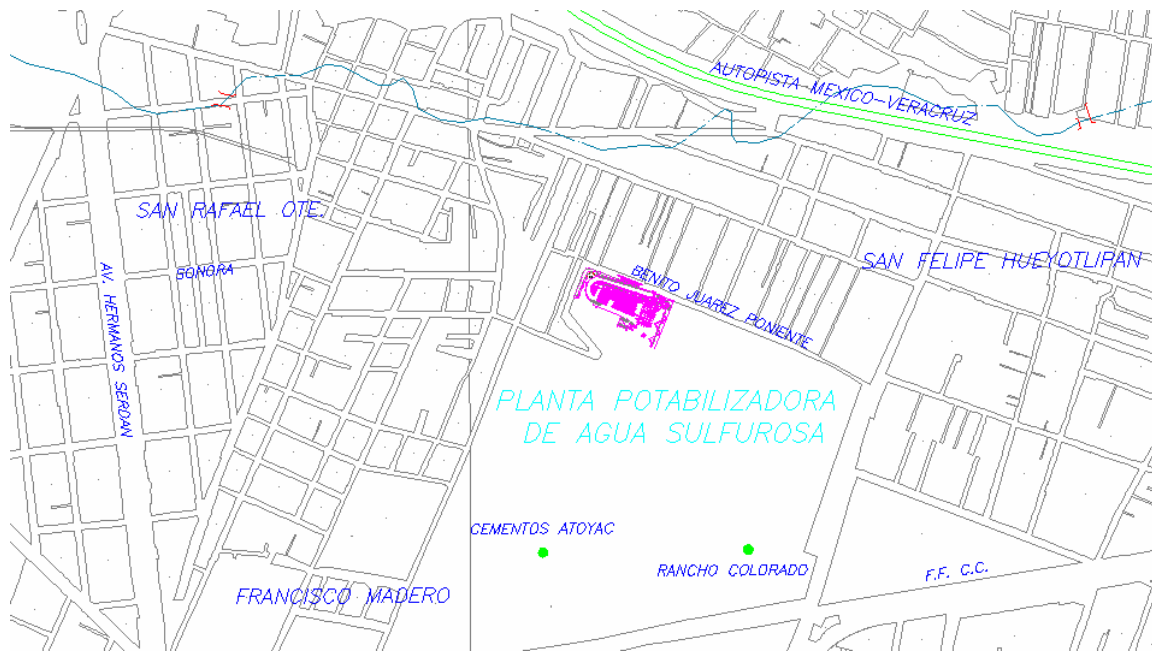 AUTOPISTA MEXICO-VERACRUZ
SAN RAFAEL OTE.
SONORA
AV. HERMANOS SERDAN
SAN FELIPE HUEYOTLIPAN
BENITO JUAREZ PONIENTE
PLANTA POTABILIZADORA
DE AGUA SULFUROSA
CEMENTOS ATOYAC
RANCHO COLORADO
F.F. C.C.
FRANCISCO MADERO